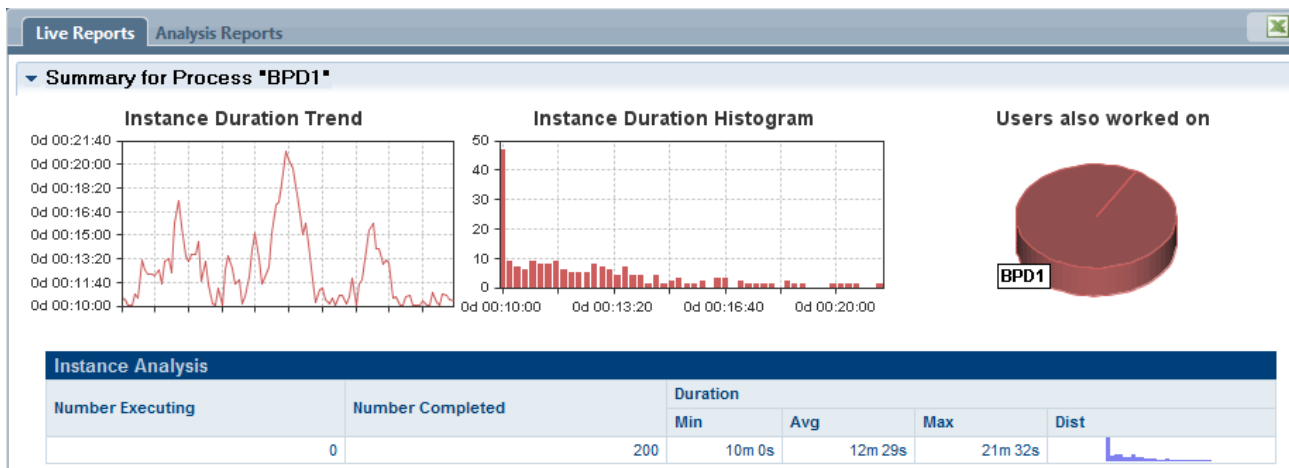 Live Reports Analysis Reports
Summary for Process "BPD1"
Instance Duration Trend
0d 00:21:40
0d 00:20:00
0d 00:18:20
0d 00:16:40
0d 00:15:00
0d 00:13:20
0d 00:11:40
0d 00:10:00
Instance Duration Histogram
50
40
30
20
10
0
0d 00:10:00 0d 00:13:20 0d 00:16:40 0d 00:20:00
Users also worked on
BPD1
Instance Analysis
Number Executing Number Completed Duration
Min Avg Max Dist
0 200 10m 0s 12m 29s 21m 32s